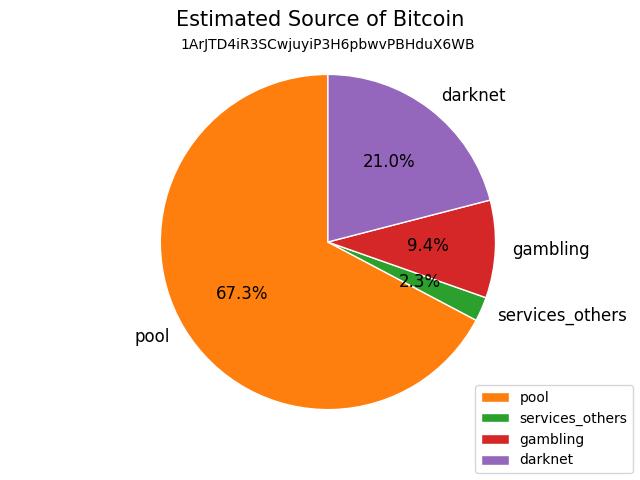 Estimated Source of Bitcoin
1ArJTD4iR3SCwjuyiP3H6pbwvPBHduX6WB
darknet
21.0%
9.4%
gambling
2.3%
67.3%
services_others
pool
pool
services_others
gambling
darknet